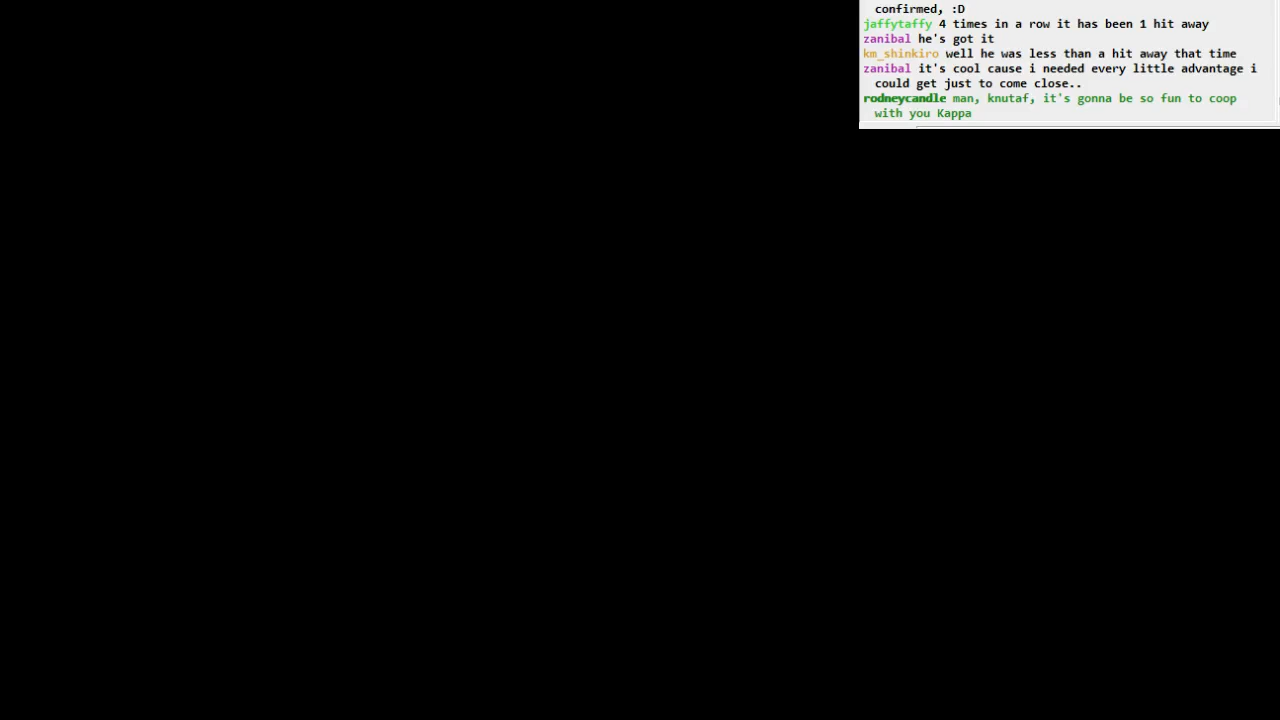 confirmed, :D
jaffytaffy 4 times in a row it has been 1 hit away
zanibal he's got it
km_shinkiro well he was less than a hit away that time
zanibal it's cool cause i needed every little advantage i
could get just to come close..
rodneycandle man, knutaf, it's gonna be so fun to coop
with you Kappa